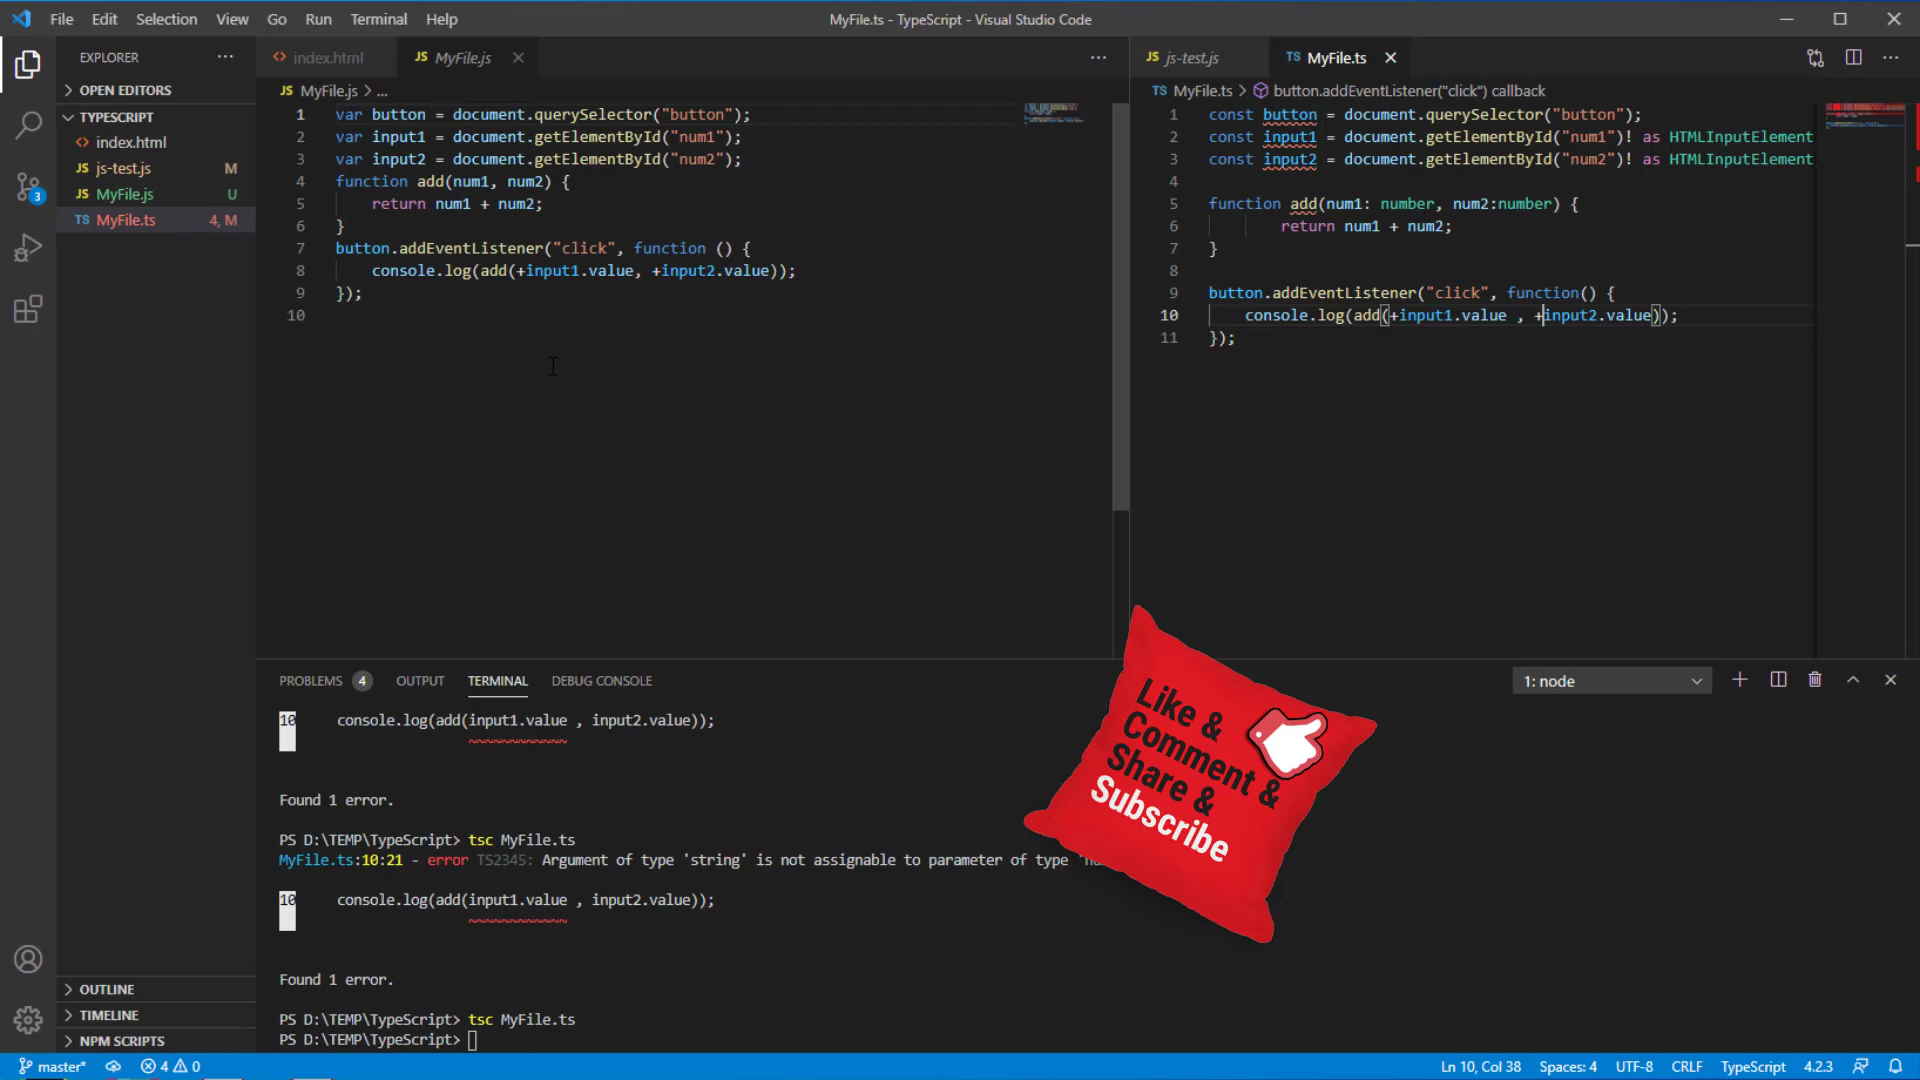 File Edit Selection View Go Run Terminal Help
MyFile.ts - TypeScript - Visual Studio Code
EXPLORER
OPEN EDITORS
TYPESCRIPT
index.html
JS js-test.js M
JS MyFile.js U
TS MyFile.ts 4, M
OUTLINE
TIMELINE
NPM SCRIPTS
3
index.html JS MyFile.js
JS MyFile.js > ...
1 var button = document.querySelector("button");
2 var input1 = document.getElementById("num1");
3 var input2 = document.getElementById("num2");
4 function add(num1, num2) {
5 return num1 + num2;
6 }
7 button.addEventListener("click", function () {
8 console.log(add(+input1.value, +input2.value));
9 });
10
JS js-test.js TS MyFile.ts
TS MyFile.ts > button.addEventListener("click") callback
1 const button = document.querySelector("button");
2 const input1 = document.getElementById("num1")! as HTMLInputElement
3 const input2 = document.getElementById("num2")! as HTMLInputElement
4
5 function add(num1: number, num2:number) {
6 return num1 + num2;
7 }
8
9 button.addEventListener("click", function() {
10 console.log(add(+input1.value , +input2.value));
11 });
PROBLEMS 4 OUTPUT TERMINAL DEBUG CONSOLE
1: node
10 console.log(add(input1.value , input2.value));
~~~~~~~~~~~~
Found 1 error.
PS D:\TEMP\TypeScript> tsc MyFile.ts
MyFile.ts:10:21 - error TS2345: Argument of type 'string' is not assignable to parameter of type
10 console.log(add(input1.value , input2.value));
~~~~~~~~~~~~
Found 1 error.
PS D:\TEMP\TypeScript> tsc MyFile.ts
PS D:\TEMP\TypeScript>
Like &
Comment &
Share &
Subscribe
master* 4 0
Ln 10, Col 38 Spaces: 4 UTF-8 CRLF TypeScript 4.2.3